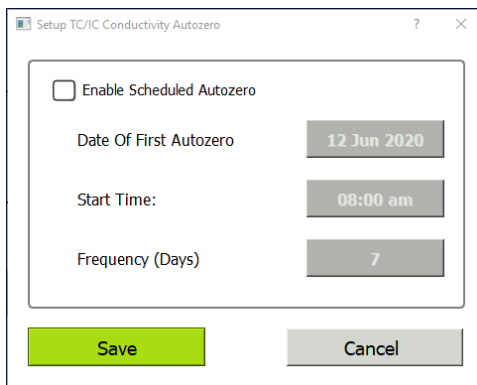 Setup TC/IC Conductivity Autozero
Enable Scheduled Autozero
Date Of First Autozero 12 Jun 2020
Start Time: 08:00 am
Frequency (Days) 7
Save Cancel